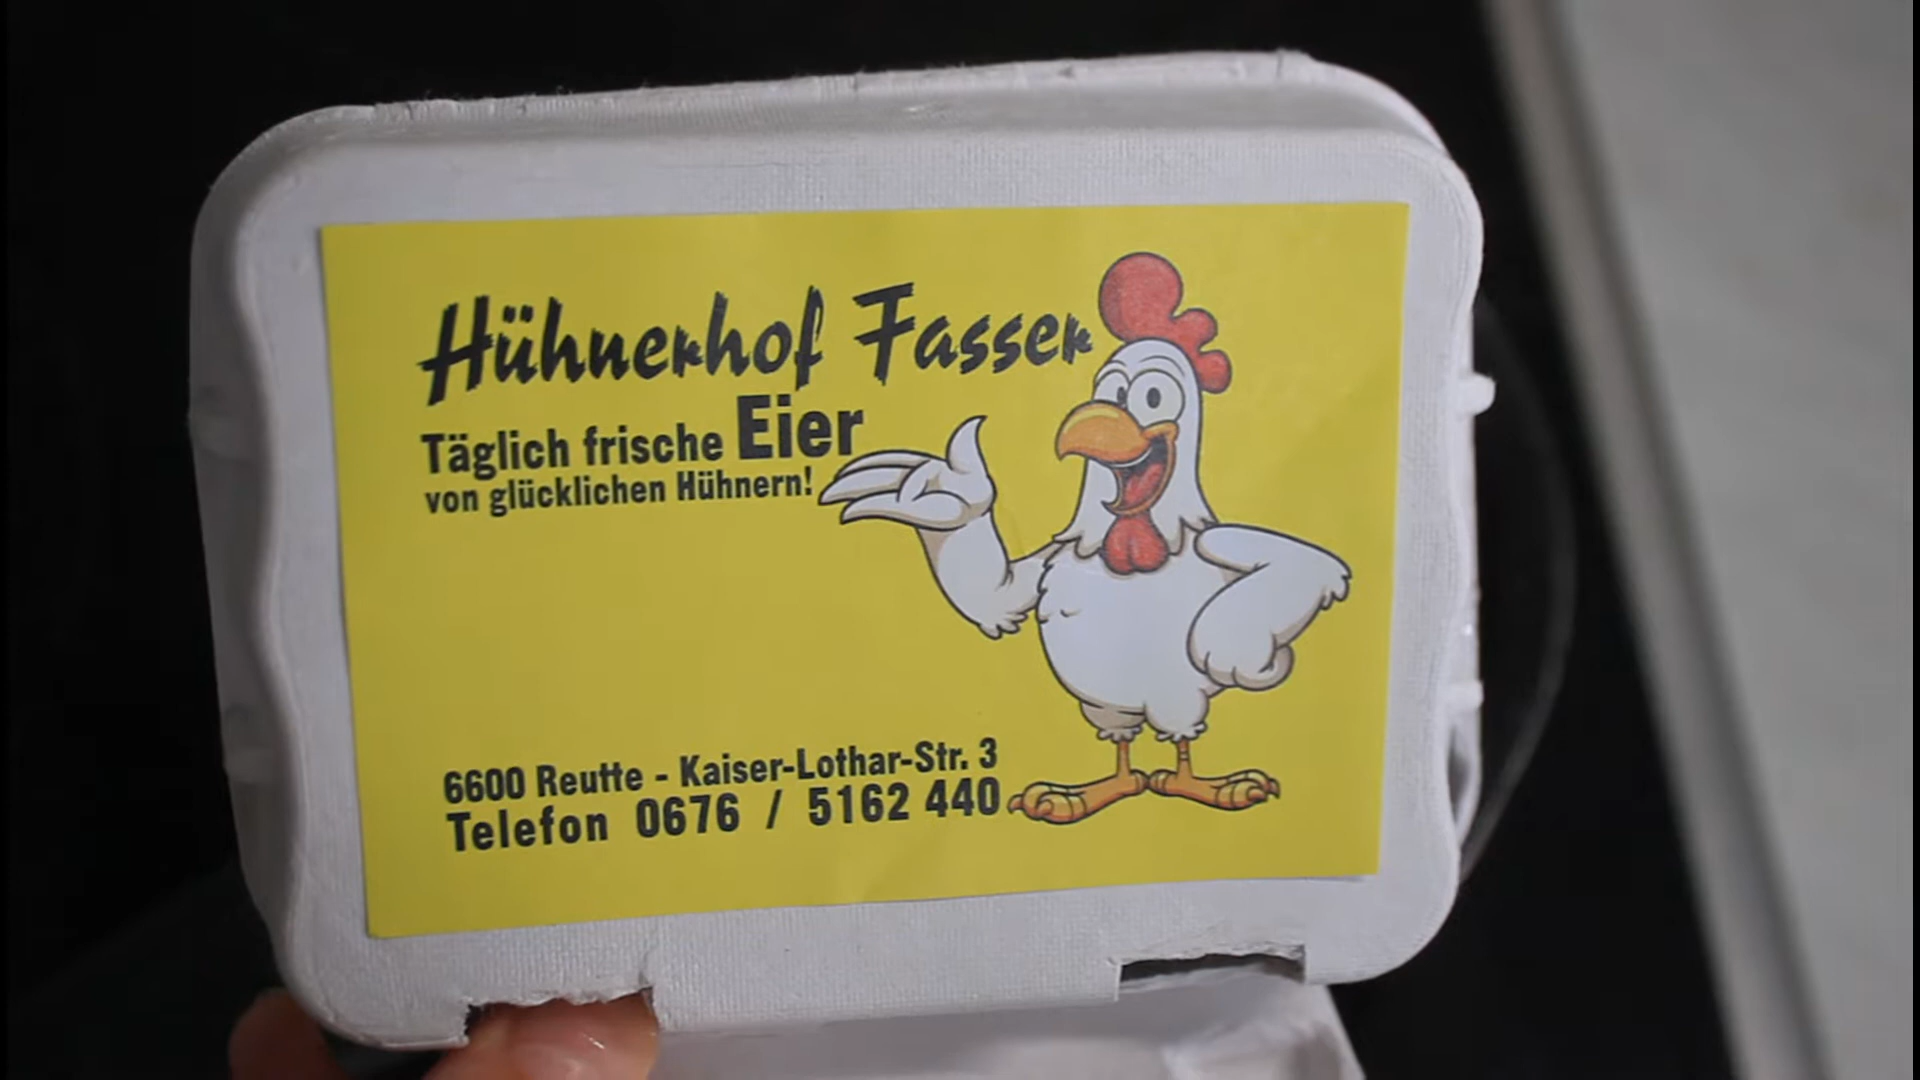 Hühnerhof Fasser
Täglich frische Eier
von glücklichen Hühnern!
6600 Reutte - Kaiser-Lothar-Str. 3
Telefon 0676 / 5162 440